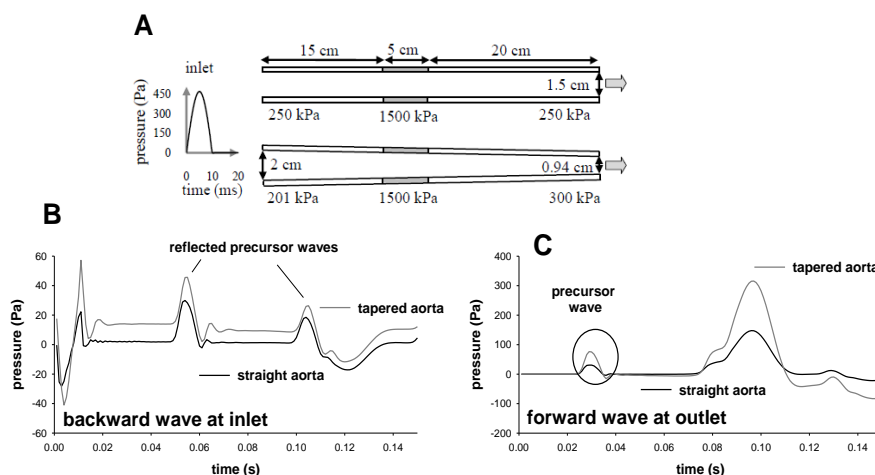 A
15 cm
5 cm
20 cm
inlet
pressure (Pa)
450
300
150
0
0 10 20
time (ms)
1.5 cm
250 kPa 1500 kPa 250 kPa
2 cm
0.94 cm
201 kPa 1500 kPa 300 kPa
B
pressure (Pa)
60
40
20
0
-20
-40
-60
reflected precursor waves
tapered aorta
straight aorta
backward wave at inlet
0.00 0.02 0.04 0.06 0.08 0.10 0.12 0.14
time (s)
C
pressure (Pa)
400
300
200
100
0
-100
-200
precursor
wave
tapered aorta
straight aorta
forward wave at outlet
0.00 0.02 0.04 0.06 0.08 0.10 0.12 0.14
time (s)